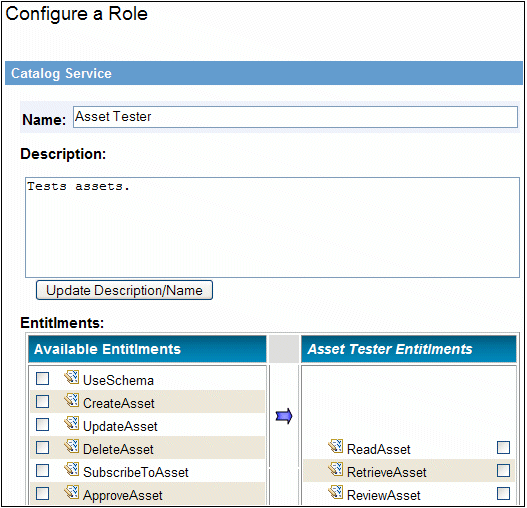 Configure a Role
Catalog Service
Name: Asset Tester
Description:
Tests assets.
Update Description/Name
Entitlments:
Available Entitlments
Asset Tester Entitlments
UseSchema
CreateAsset
UpdateAsset
DeleteAsset
SubscribeToAsset
ApproveAsset
ReadAsset
RetrieveAsset
ReviewAsset